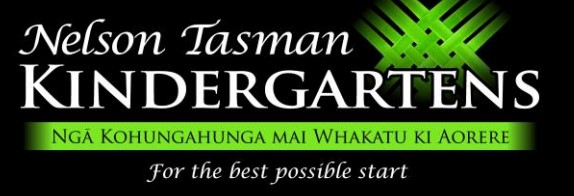 Nelson Tasman
KINDERGARTENS
NGĀ KOHUNGAHUNGA MAI WHAKATU KI AORERE
For the best possible start